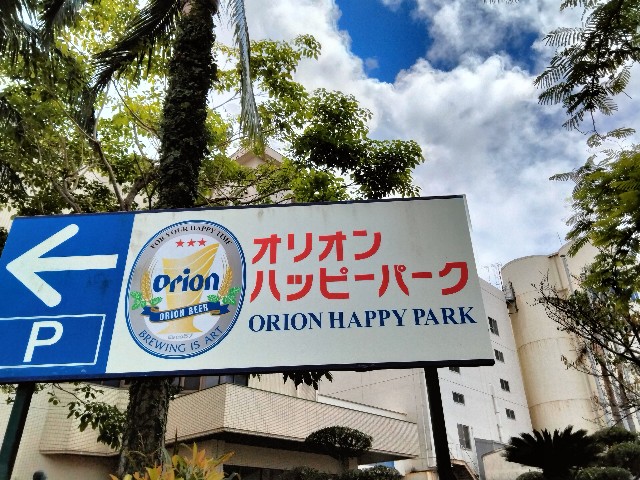 P
FOR YOUR HAPPY TIME
orion
ORION BEER
BREWING IS ART
オリオン
ハッピーパーク
ORION HAPPY PARK